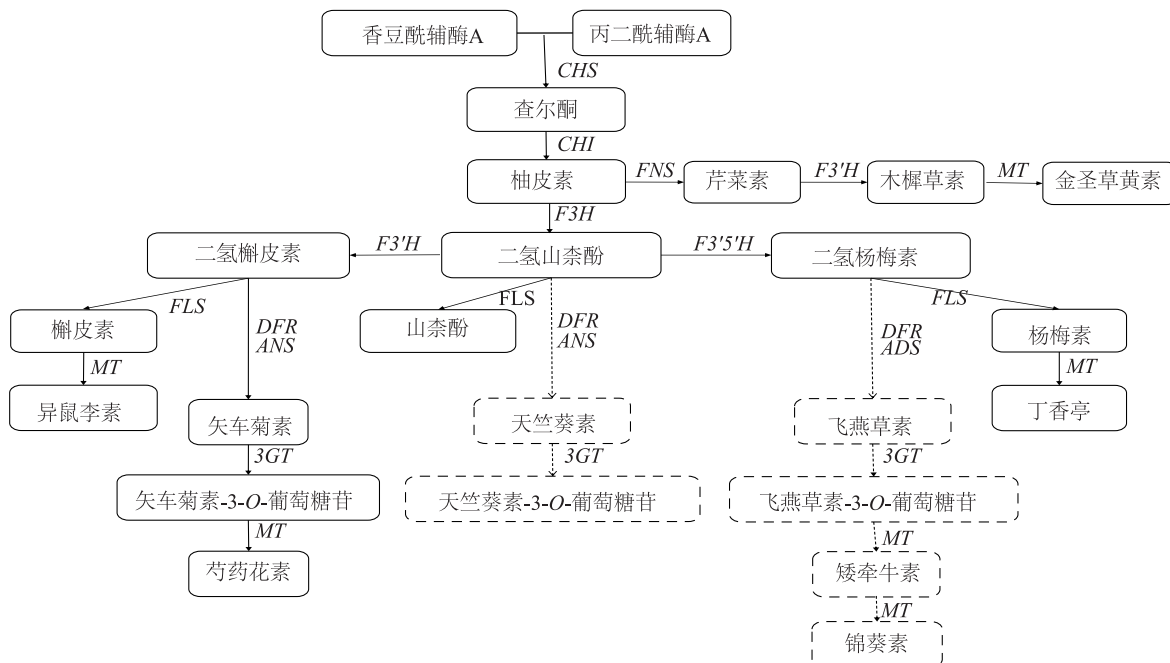 香豆酰辅酶A
丙二酰辅酶A
CHS
查尔酮
CHI
柚皮素
FNS
芹菜素
F3'H
木樨草素
MT
金圣草黄素
F3H
二氢槲皮素
F3'H
二氢山柰酚
F3'5'H
二氢杨梅素
FLS
槲皮素
MT
异鼠李素
DFR
ANS
矢车菊素
3GT
矢车菊素-3-O-葡萄糖苷
MT
芍药花素
FLS
山柰酚
DFR
ANS
天竺葵素
3GT
天竺葵素-3-O-葡萄糖苷
DFR
ADS
飞燕草素
3GT
飞燕草素-3-O-葡萄糖苷
MT
矮牵牛素
MT
锦葵素
FLS
杨梅素
MT
丁香亭